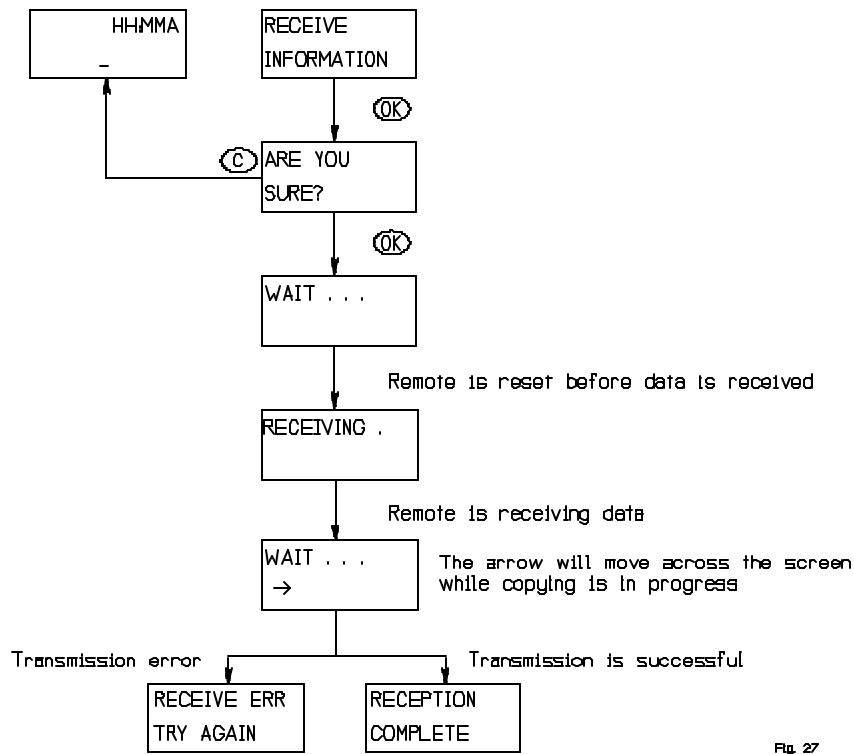 HH:MMA
_
RECEIVE
INFORMATION
OK
C
ARE YOU
SURE?
OK
WAIT . . .
Remote is reset before data is received
RECEIVING .
Remote is receiving data
WAIT . . .
→
The arrow will move across the screen
while copying is in progress
Transmission error
Transmission is successful
RECEIVE ERR
TRY AGAIN
RECEPTION
COMPLETE
Fig. 27